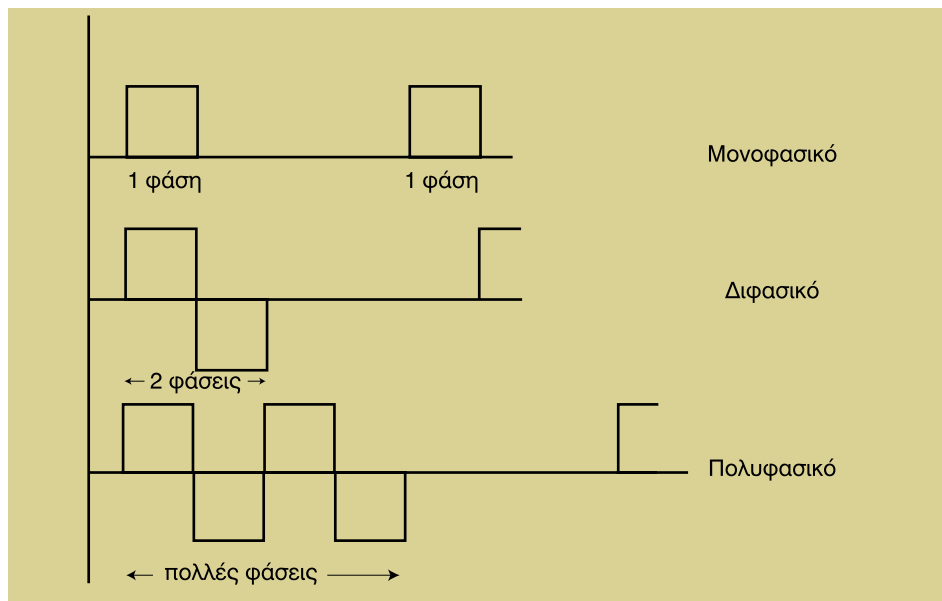 Μονοφασικό
1 φάση 1 φάση
Διφασικό
2 φάσεις
Πολυφασικό
πολλές φάσεις